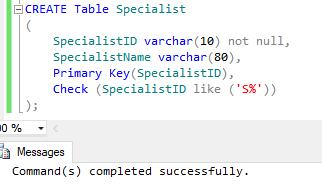 CREATE Table Specialist
(
SpecialistID varchar(10) not null,
SpecialistName varchar(80),
Primary Key(SpecialistID),
Check (SpecialistID like ('S%'))
);
00 %
Messages
Command(s) completed successfully.